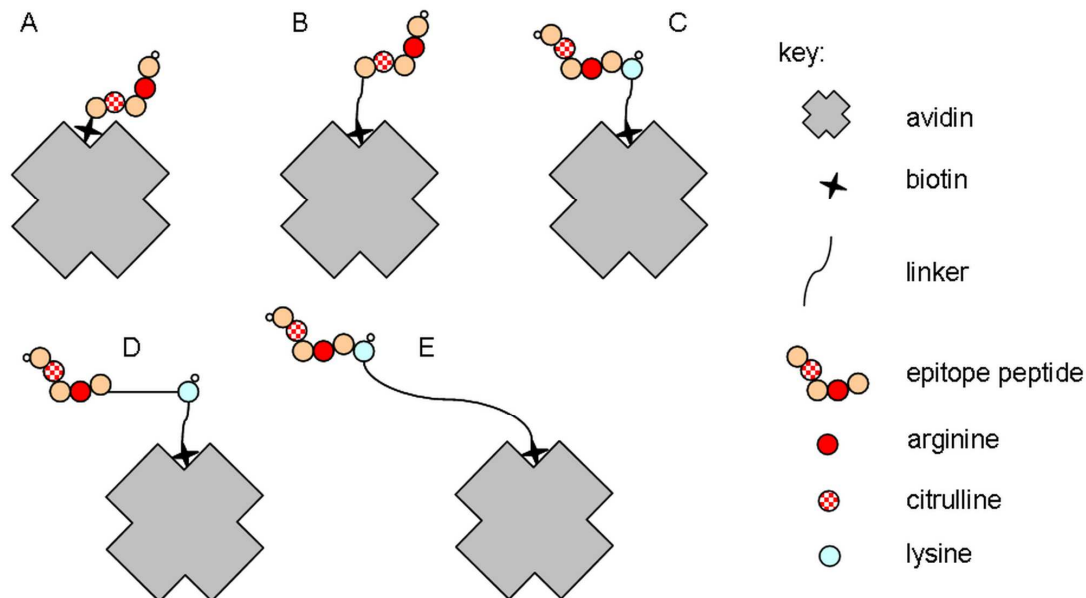 A
B
C
key:
avidin
biotin
linker
D
E
epitope peptide
arginine
citrulline
lysine